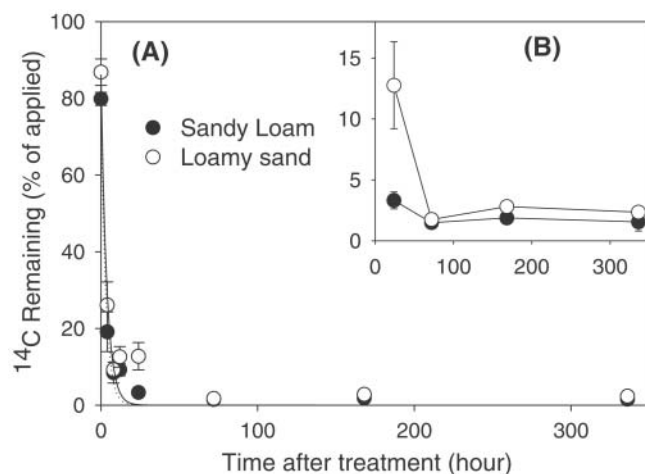 100
80
60
40
20
0
¹⁴C Remaining (% of applied)
(A)
Sandy Loam
Loamy sand
(B)
15
10
5
0
0 100 200 300
0 100 200 300
Time after treatment (hour)